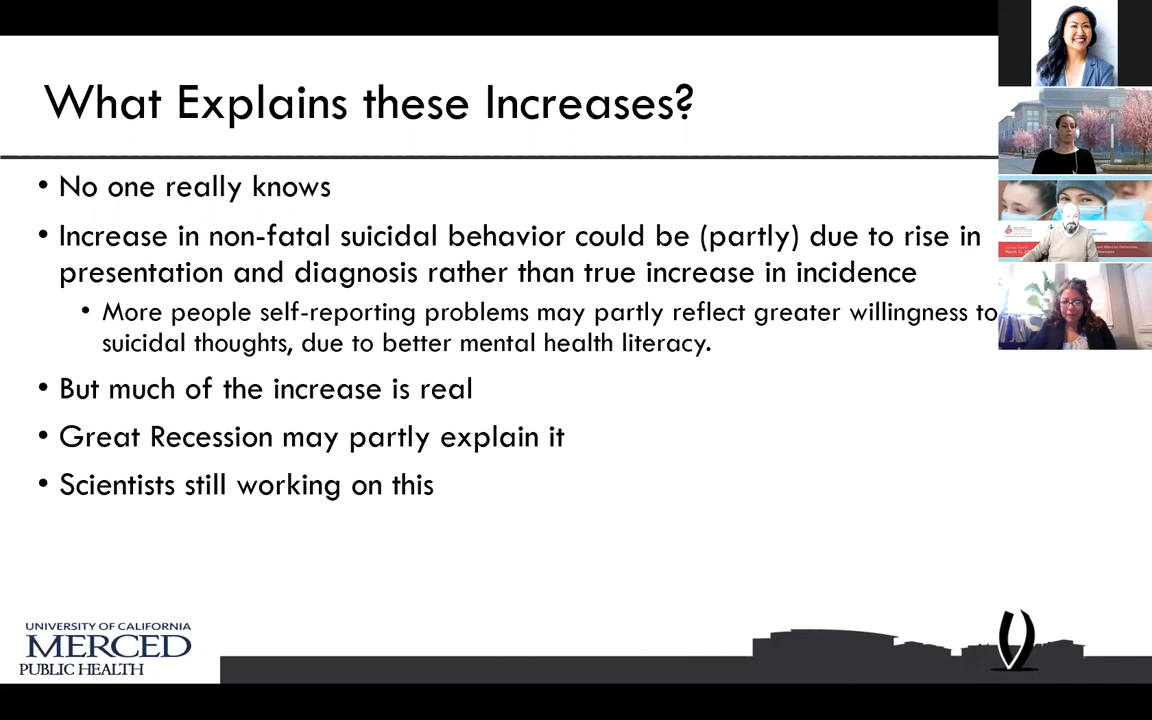 What Explains these Increases?
• No one really knows
• Increase in non-fatal suicidal behavior could be (partly) due to rise in
presentation and diagnosis rather than true increase in incidence
• More people self-reporting problems may partly reflect greater willingness to
suicidal thoughts, due to better mental health literacy.
• But much of the increase is real
• Great Recession may partly explain it
• Scientists still working on this
UNIVERSITY OF CALIFORNIA
MERCED
PUBLIC HEALTH